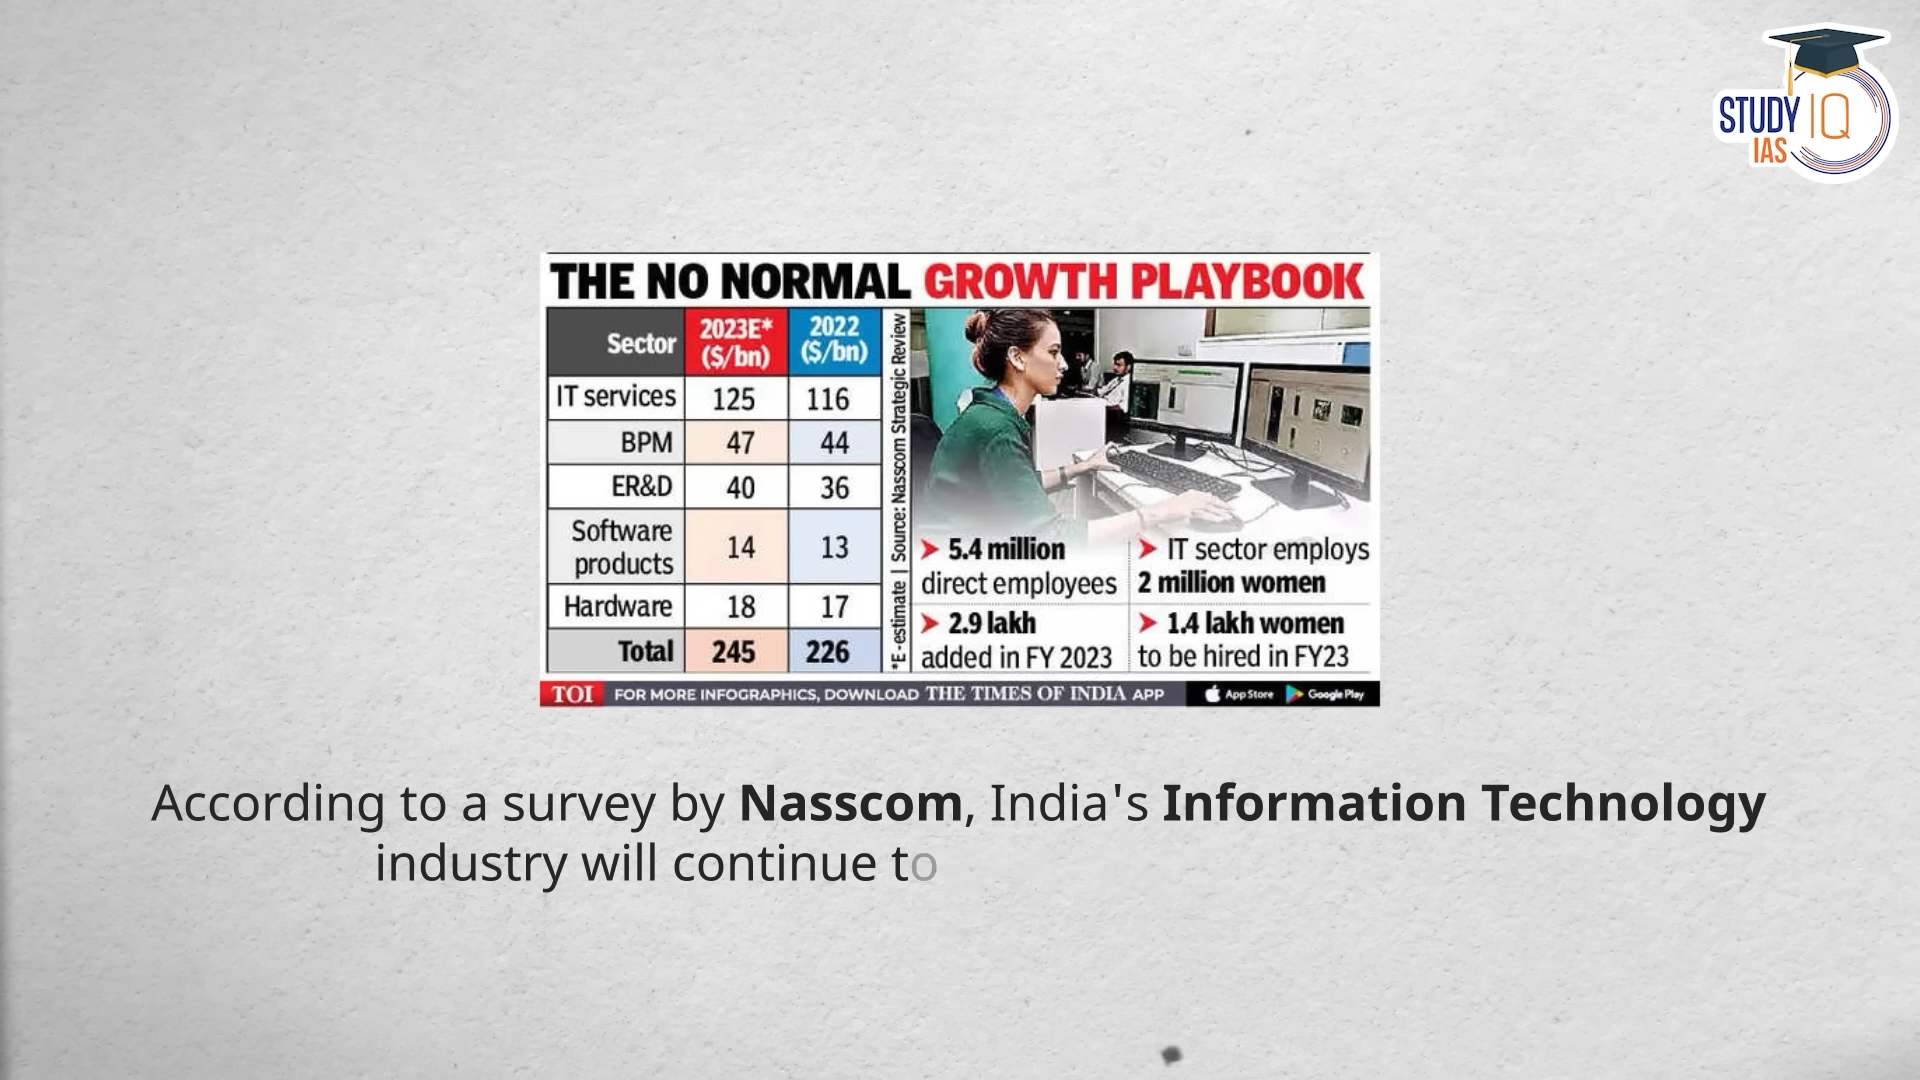 STUDY IQ
IAS
THE NO NORMAL GROWTH PLAYBOOK
Sector 2023E* ($/bn) 2022 ($/bn)
IT services 125 116
BPM 47 44
ER&D 40 36
Software products 14 13
Hardware 18 17
Total 245 226
*E-estimate | Source: Nasscom Strategic Review
➤ 5.4 million
direct employees
➤ IT sector employs
2 million women
➤ 2.9 lakh
added in FY 2023
➤ 1.4 lakh women
to be hired in FY23
TOI FOR MORE INFOGRAPHICS, DOWNLOAD THE TIMES OF INDIA APP App Store Google Play
According to a survey by Nasscom, India's Information Technology
industry will continue to